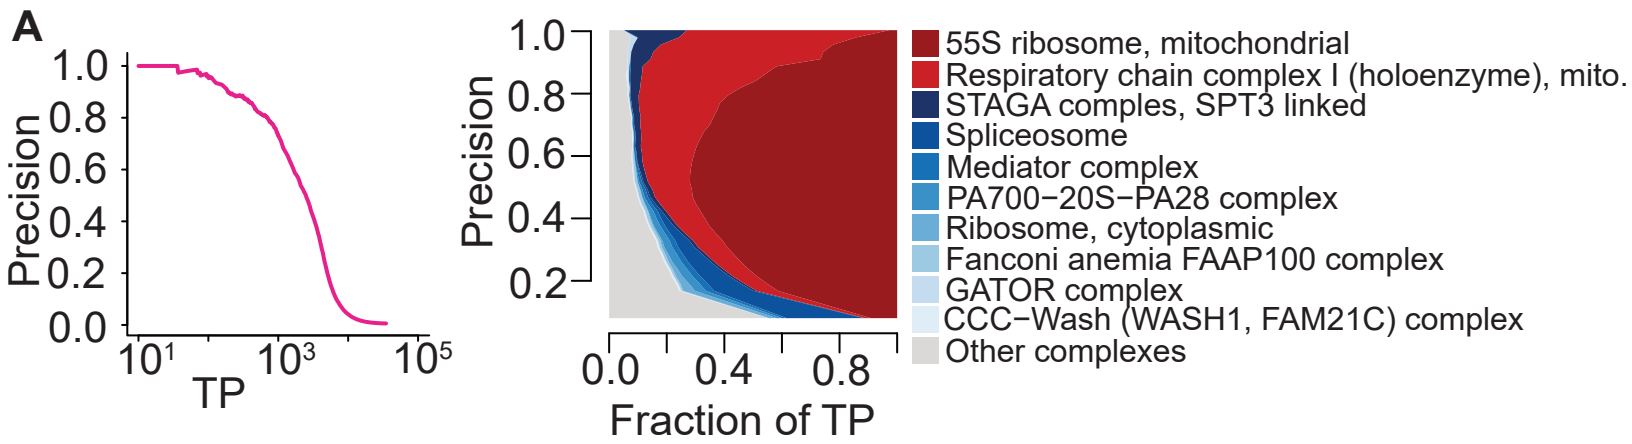 A
Precision
1.0
0.8
0.6
0.4
0.2
0.0
10¹
10³
10⁵
TP
Precision
1.0
0.8
0.6
0.4
0.2
0.0
0.4
0.8
Fraction of TP
55S ribosome, mitochondrial
Respiratory chain complex I (holoenzyme), mito.
STAGA comples, SPT3 linked
Spliceosome
Mediator complex
PA700−20S−PA28 complex
Ribosome, cytoplasmic
Fanconi anemia FAAP100 complex
GATOR complex
CCC−Wash (WASH1, FAM21C) complex
Other complexes